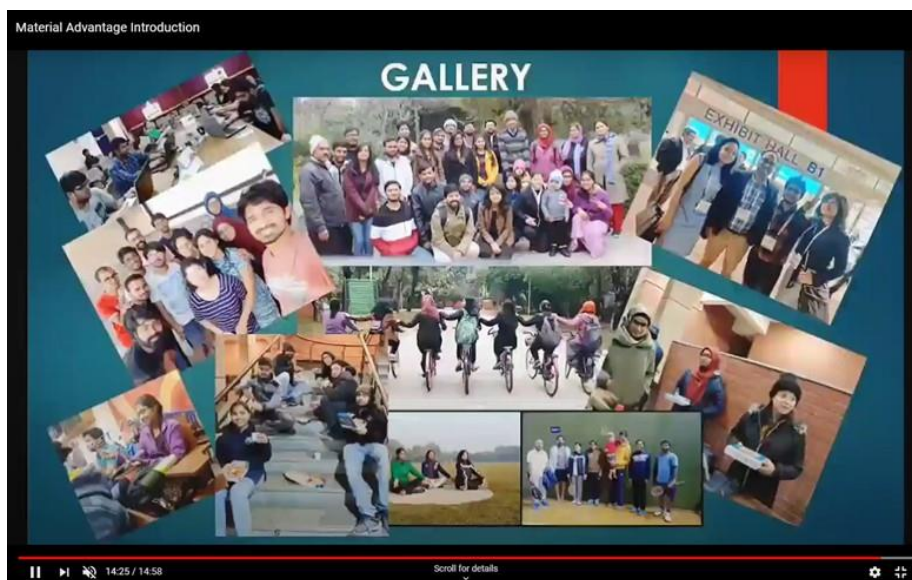 Material Advantage Introduction
GALLERY
EXHIBIT HALL B1
14:25 / 14:58
Scroll for details